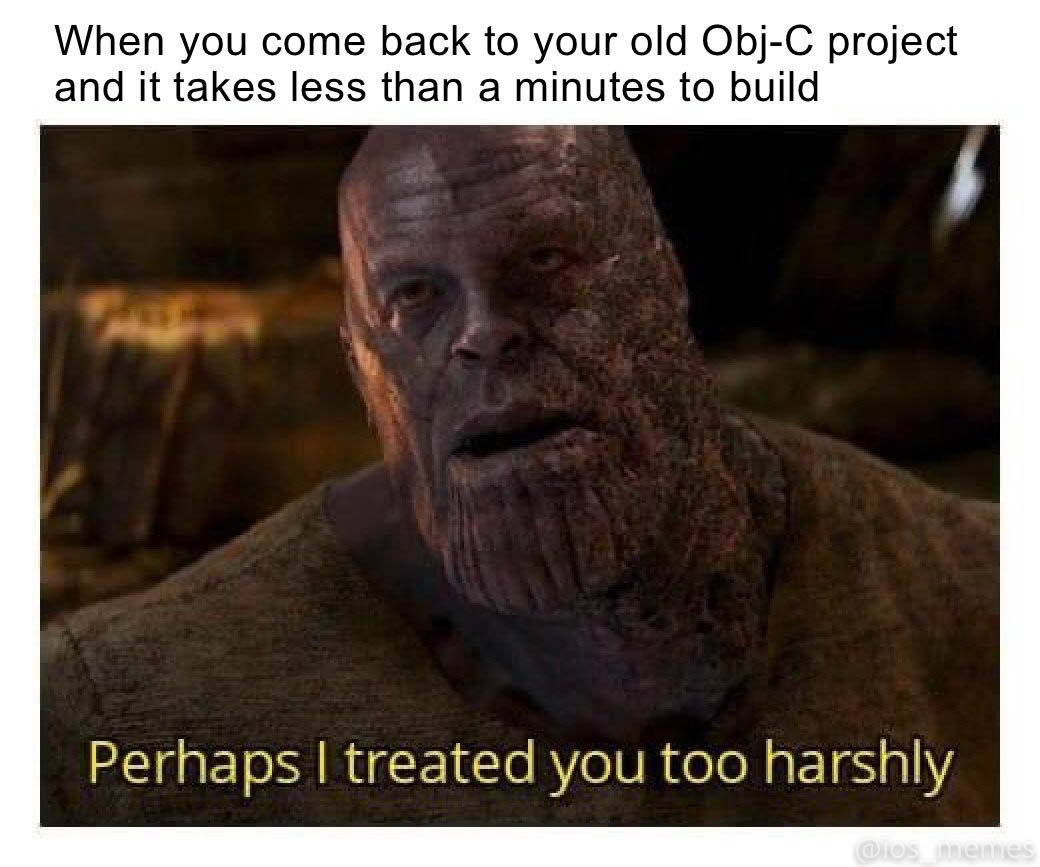 When you come back to your old Obj-C project
and it takes less than a minutes to build
Perhaps I treated you too harshly
@ios_memes